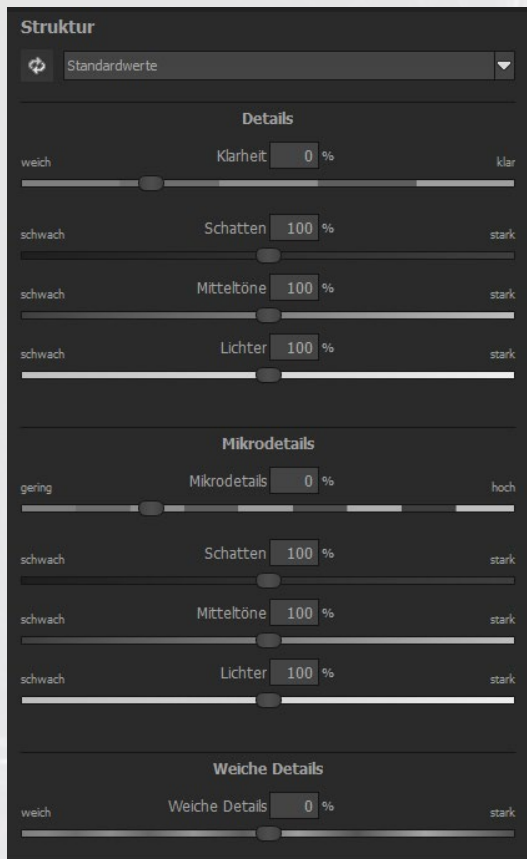 Struktur
Standardwerte
Details
weich Klarheit 0 % klar
schwach Schatten 100 % stark
schwach Mitteltöne 100 % stark
schwach Lichter 100 % stark
Mikrodetails
gering Mikrodetails 0 % hoch
schwach Schatten 100 % stark
schwach Mitteltöne 100 % stark
schwach Lichter 100 % stark
Weiche Details
weich Weiche Details 0 % stark